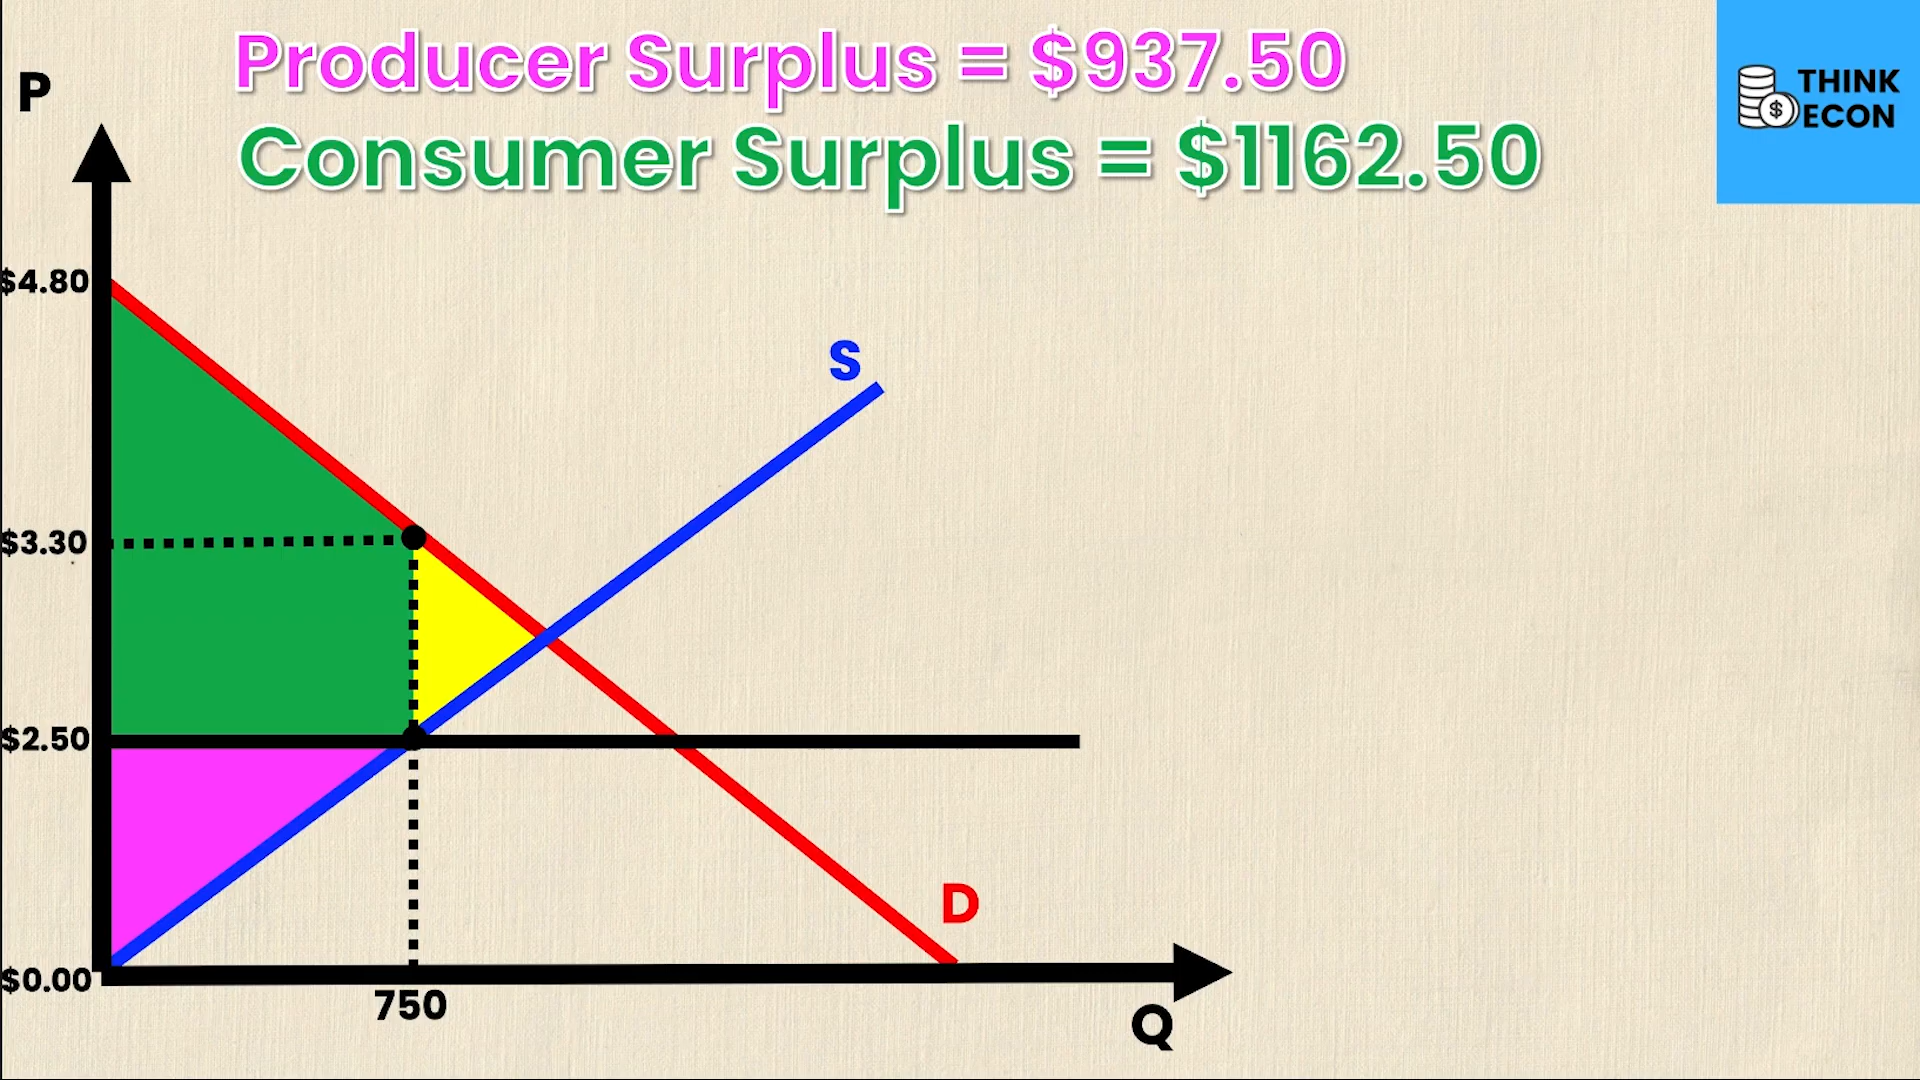 Producer Surplus = $937.50
Consumer Surplus = $1162.50
THINK
ECON
$
P
$4.80
S
$3.30
$2.50
D
$0.00
750
Q